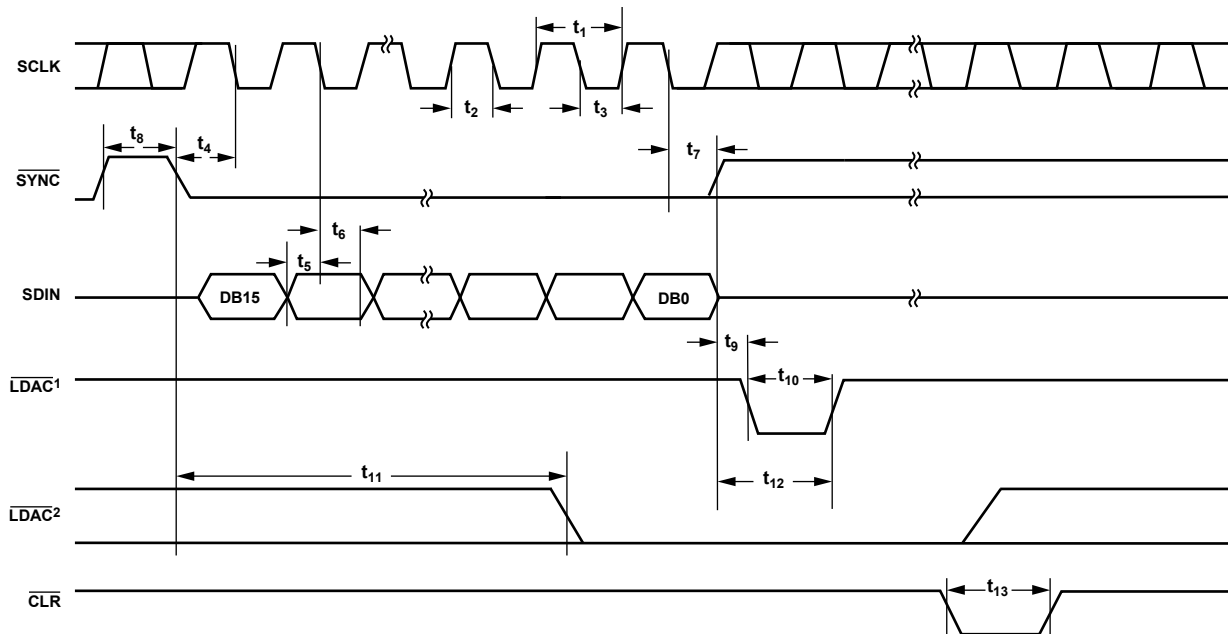 t1
SCLK
t2
t3
t8
t4
t7
SYNC
t6
t5
SDIN
DB15
DB0
t9
LDAC1
t10
t11
t12
LDAC2
t13
CLR